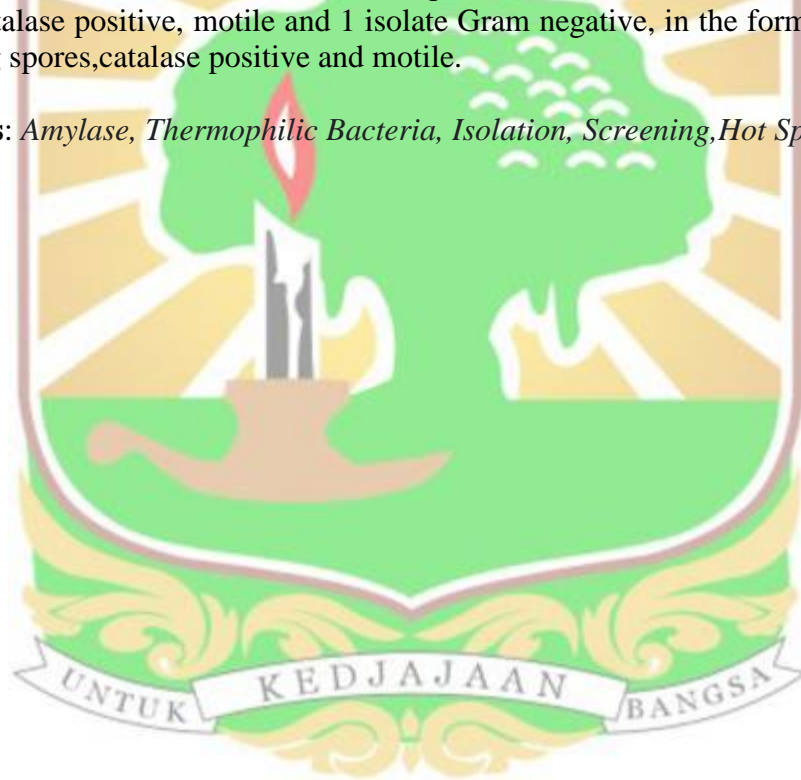 talase positive, motile and 1 isolate Gram negative, in the form
spores,catalase positive and motile.
: Amylase, Thermophilic Bacteria, Isolation, Screening,Hot Sp
UNTUK KEDJAJAAN BANGSA